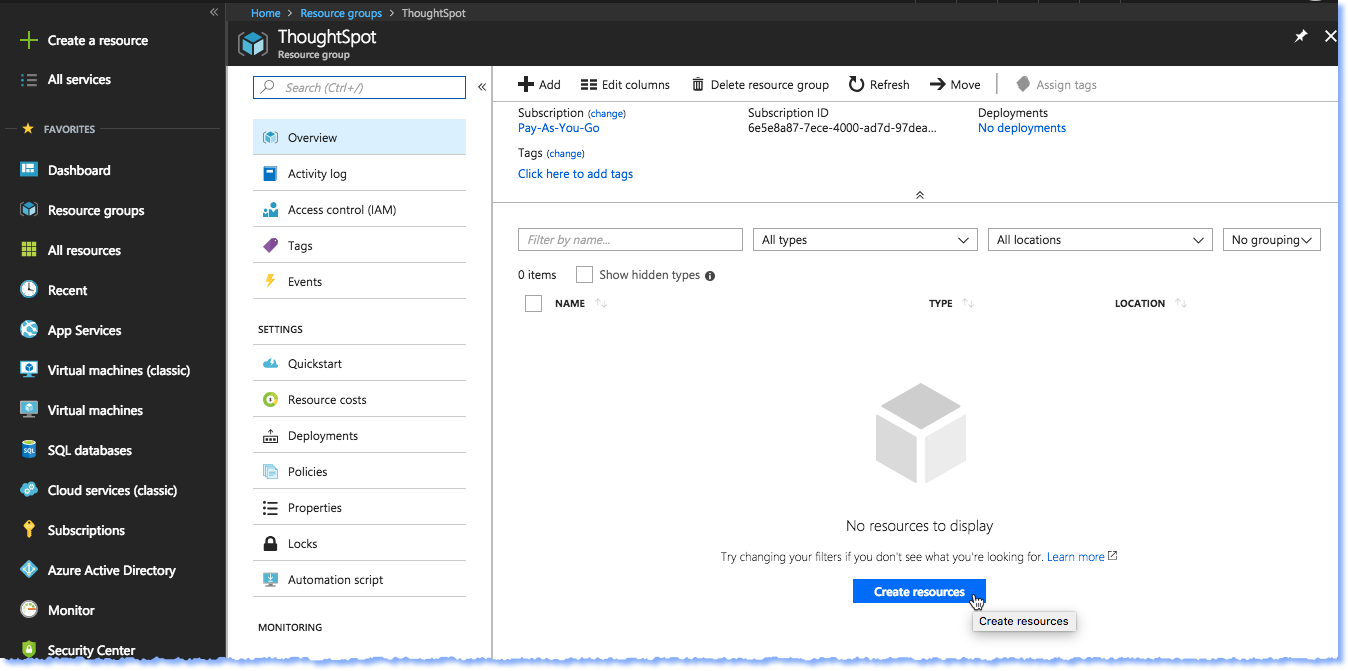 Home > Resource groups > ThoughtSpot
ThoughtSpot
Resource group
Create a resource
All services
FAVORITES
Dashboard
Resource groups
All resources
Recent
App Services
Virtual machines (classic)
Virtual machines
SQL databases
Cloud services (classic)
Subscriptions
Azure Active Directory
Monitor
Security Center
Search (Ctrl+/)
Overview
Activity log
Access control (IAM)
Tags
Events
SETTINGS
Quickstart
Resource costs
Deployments
Policies
Properties
Locks
Automation script
MONITORING
Add Edit columns Delete resource group Refresh Move Assign tags
Subscription (change) Subscription ID Deployments
Pay-As-You-Go 6e5e8a87-7ece-4000-ad7d-97dea... No deployments
Tags (change)
Click here to add tags
Filter by name... All types All locations No grouping
0 items Show hidden types
NAME TYPE LOCATION
No resources to display
Try changing your filters if you don't see what you're looking for. Learn more
Create resources
Create resources